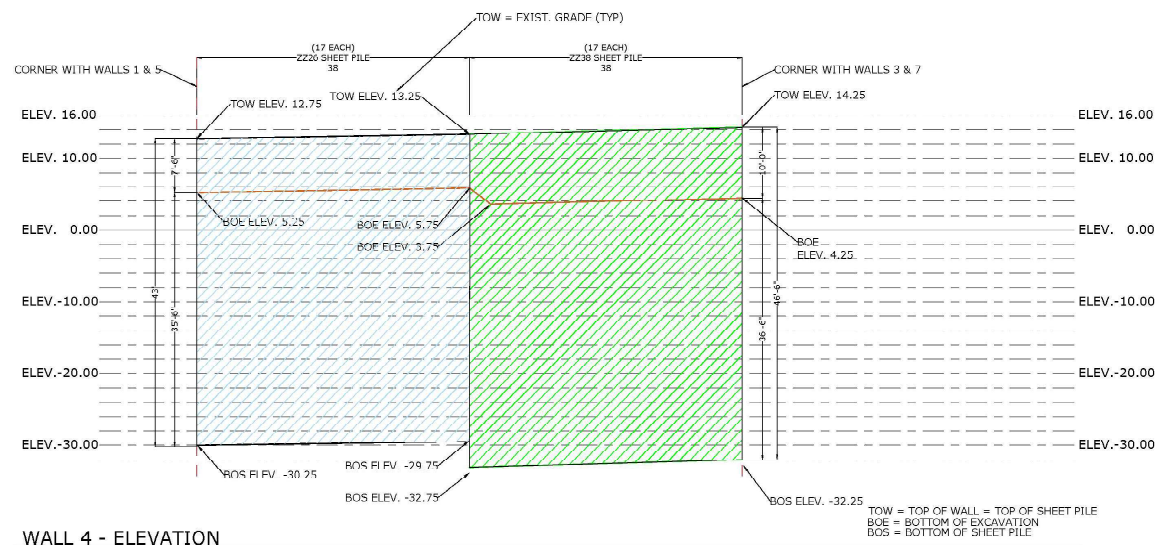 TOW = EXIST. GRADE (TYP)
(17 EACH)
ZZ26 SHEET PILE
38
(17 EACH)
ZZ38 SHEET PILE
38
CORNER WITH WALLS 1 & 5
CORNER WITH WALLS 3 & 7
TOW ELEV. 12.75
TOW ELEV. 13.25
TOW ELEV. 14.25
ELEV. 16.00
ELEV. 16.00
ELEV. 10.00
ELEV. 10.00
7'-6"
10'-0"
BOE ELEV. 5.25
BOE ELEV. 5.75
BOE ELEV. 3.75
BOE
ELEV. 4.25
ELEV. 0.00
ELEV. 0.00
43'
35'-6"
36'-6"
46'-6"
ELEV.-10.00
ELEV.-10.00
ELEV.-20.00
ELEV.-20.00
ELEV.-30.00
ELEV.-30.00
BOS ELEV. -30.25
BOS ELEV. -29.75
BOS ELEV. -32.75
BOS ELEV. -32.25
TOW = TOP OF WALL = TOP OF SHEET PILE
BOE = BOTTOM OF EXCAVATION
BOS = BOTTOM OF SHEET PILE
WALL 4 - ELEVATION